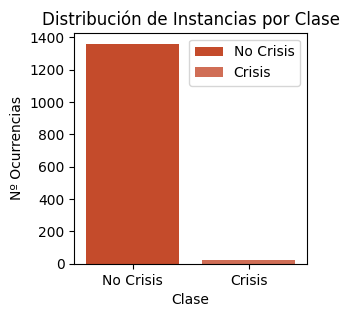 Distribución de Instancias por Clase
1400
1200
1000
800
600
400
200
0
Nº Ocurrencias
No Crisis
Crisis
No Crisis
Crisis
Clase